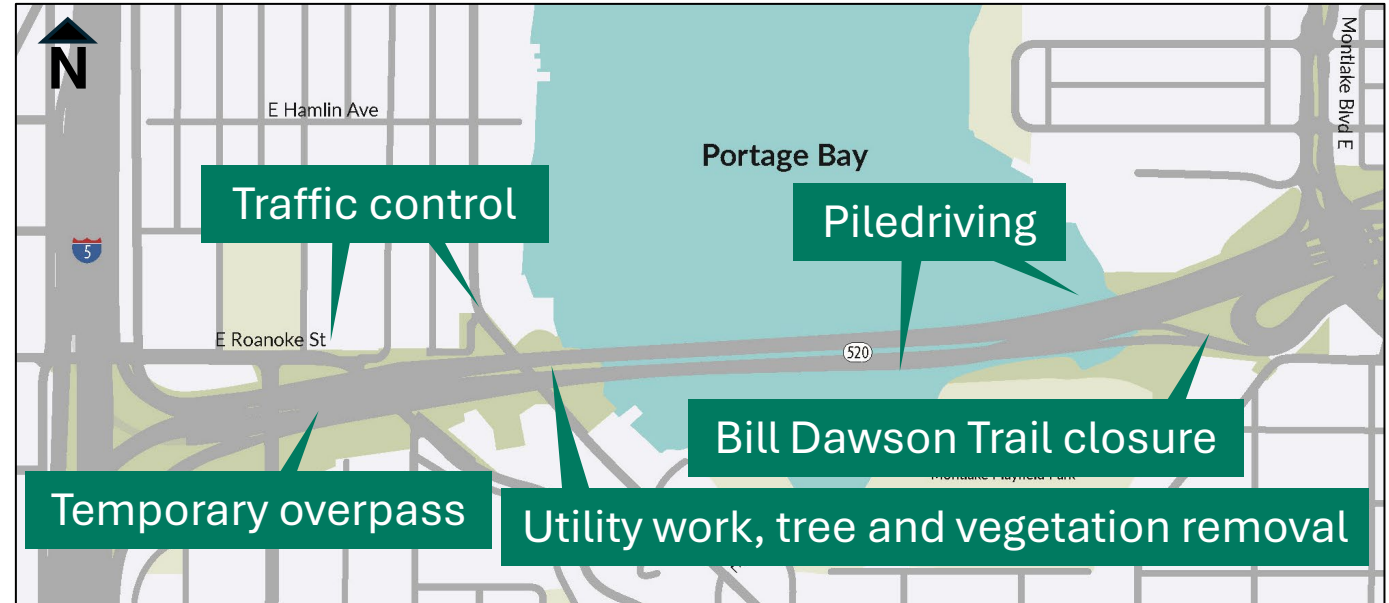 N
Montlake Blvd E
E Hamlin Ave
Portage Bay
Traffic control
Piledriving
5
E Roanoke St
520
Bill Dawson Trail closure
Montlake Playfield Park
Temporary overpass
Utility work, tree and vegetation removal